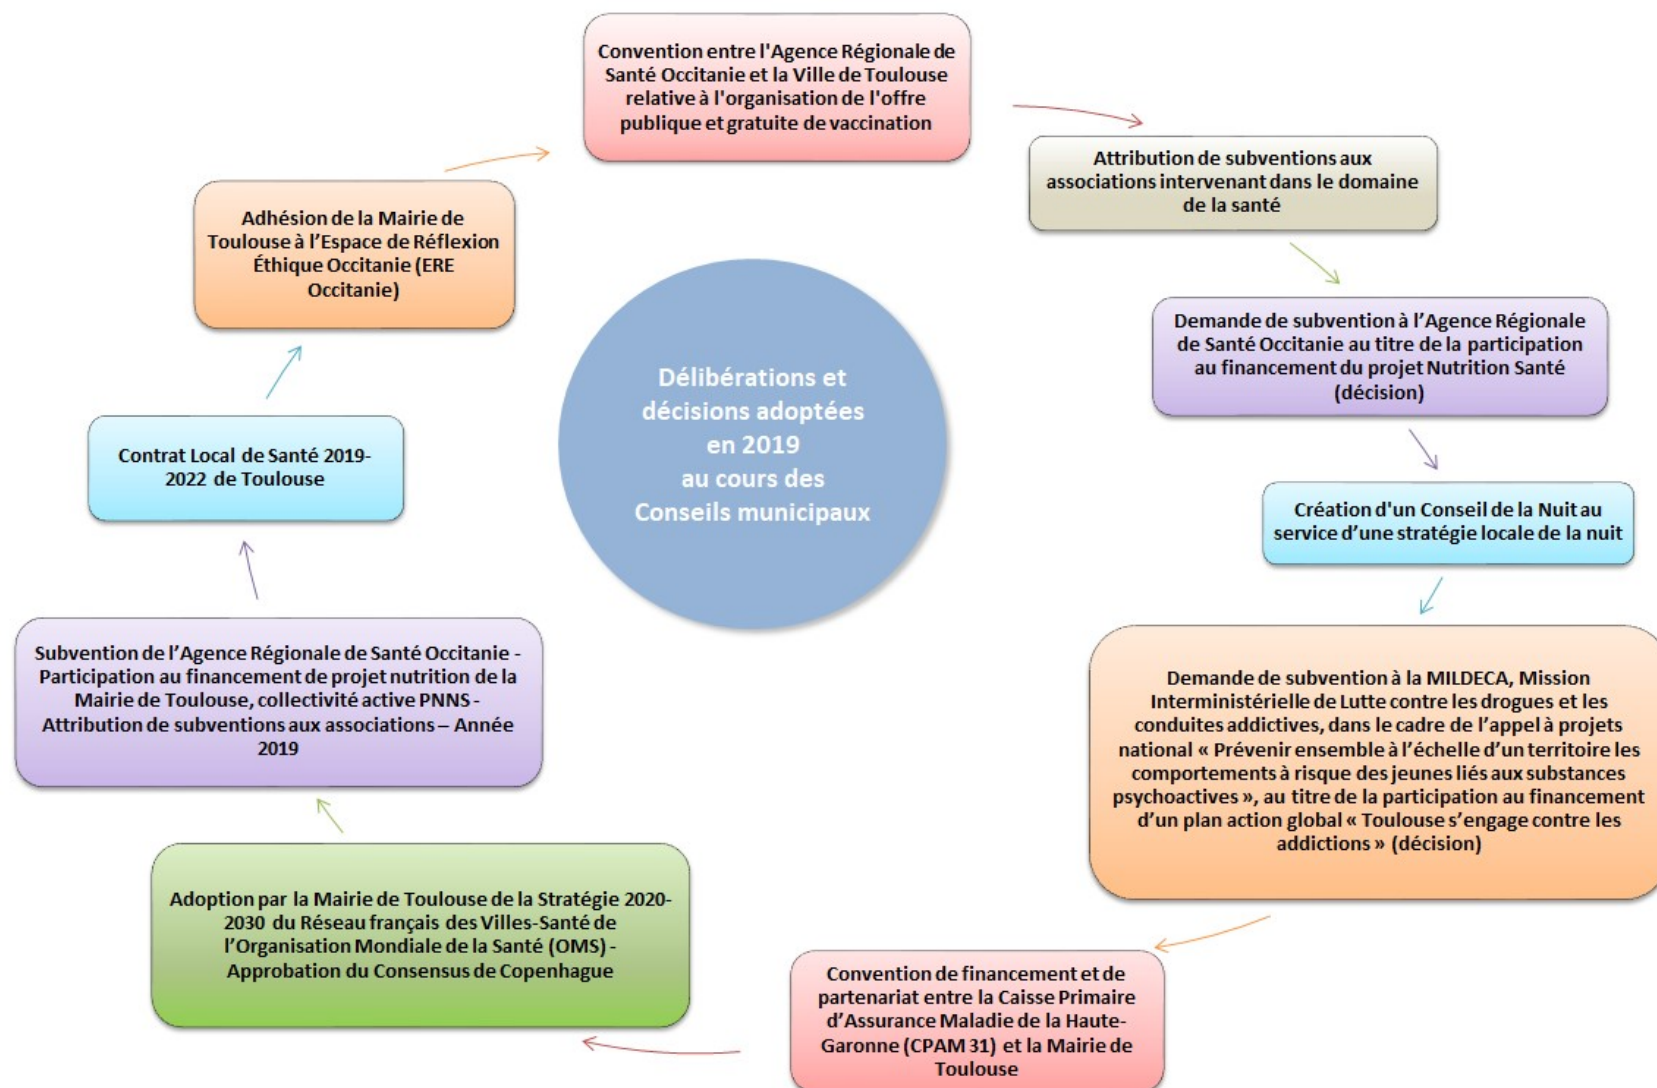 Convention entre l'Agence Régionale de
Santé Occitanie et la Ville de Toulouse
relative à l'organisation de l'offre
publique et gratuite de vaccination
Attribution de subventions aux
associations intervenant dans le domaine
de la santé
Demande de subvention à l’Agence Régionale
de Santé Occitanie au titre de la participation
au financement du projet Nutrition Santé
(décision)
Création d'un Conseil de la Nuit au
service d’une stratégie locale de la nuit
Demande de subvention à la MILDECA, Mission
Interministérielle de Lutte contre les drogues et les
conduites addictives, dans le cadre de l’appel à projets
national « Prévenir ensemble à l’échelle d’un territoire les
comportements à risque des jeunes liés aux substances
psychoactives », au titre de la participation au financement
d’un plan action global « Toulouse s’engage contre les
addictions » (décision)
Convention de financement et de
partenariat entre la Caisse Primaire
d’Assurance Maladie de la Haute-
Garonne (CPAM 31) et la Mairie de
Toulouse
Adoption par la Mairie de Toulouse de la Stratégie 2020-
2030 du Réseau français des Villes-Santé de
l’Organisation Mondiale de la Santé (OMS) -
Approbation du Consensus de Copenhague
Subvention de l’Agence Régionale de Santé Occitanie -
Participation au financement de projet nutrition de la
Mairie de Toulouse, collectivité active PNNS -
Attribution de subventions aux associations – Année
2019
Contrat Local de Santé 2019-
2022 de Toulouse
Adhésion de la Mairie de
Toulouse à l’Espace de Réflexion
Éthique Occitanie (ERE
Occitanie)
Délibérations et
décisions adoptées
en 2019
au cours des
Conseils municipaux